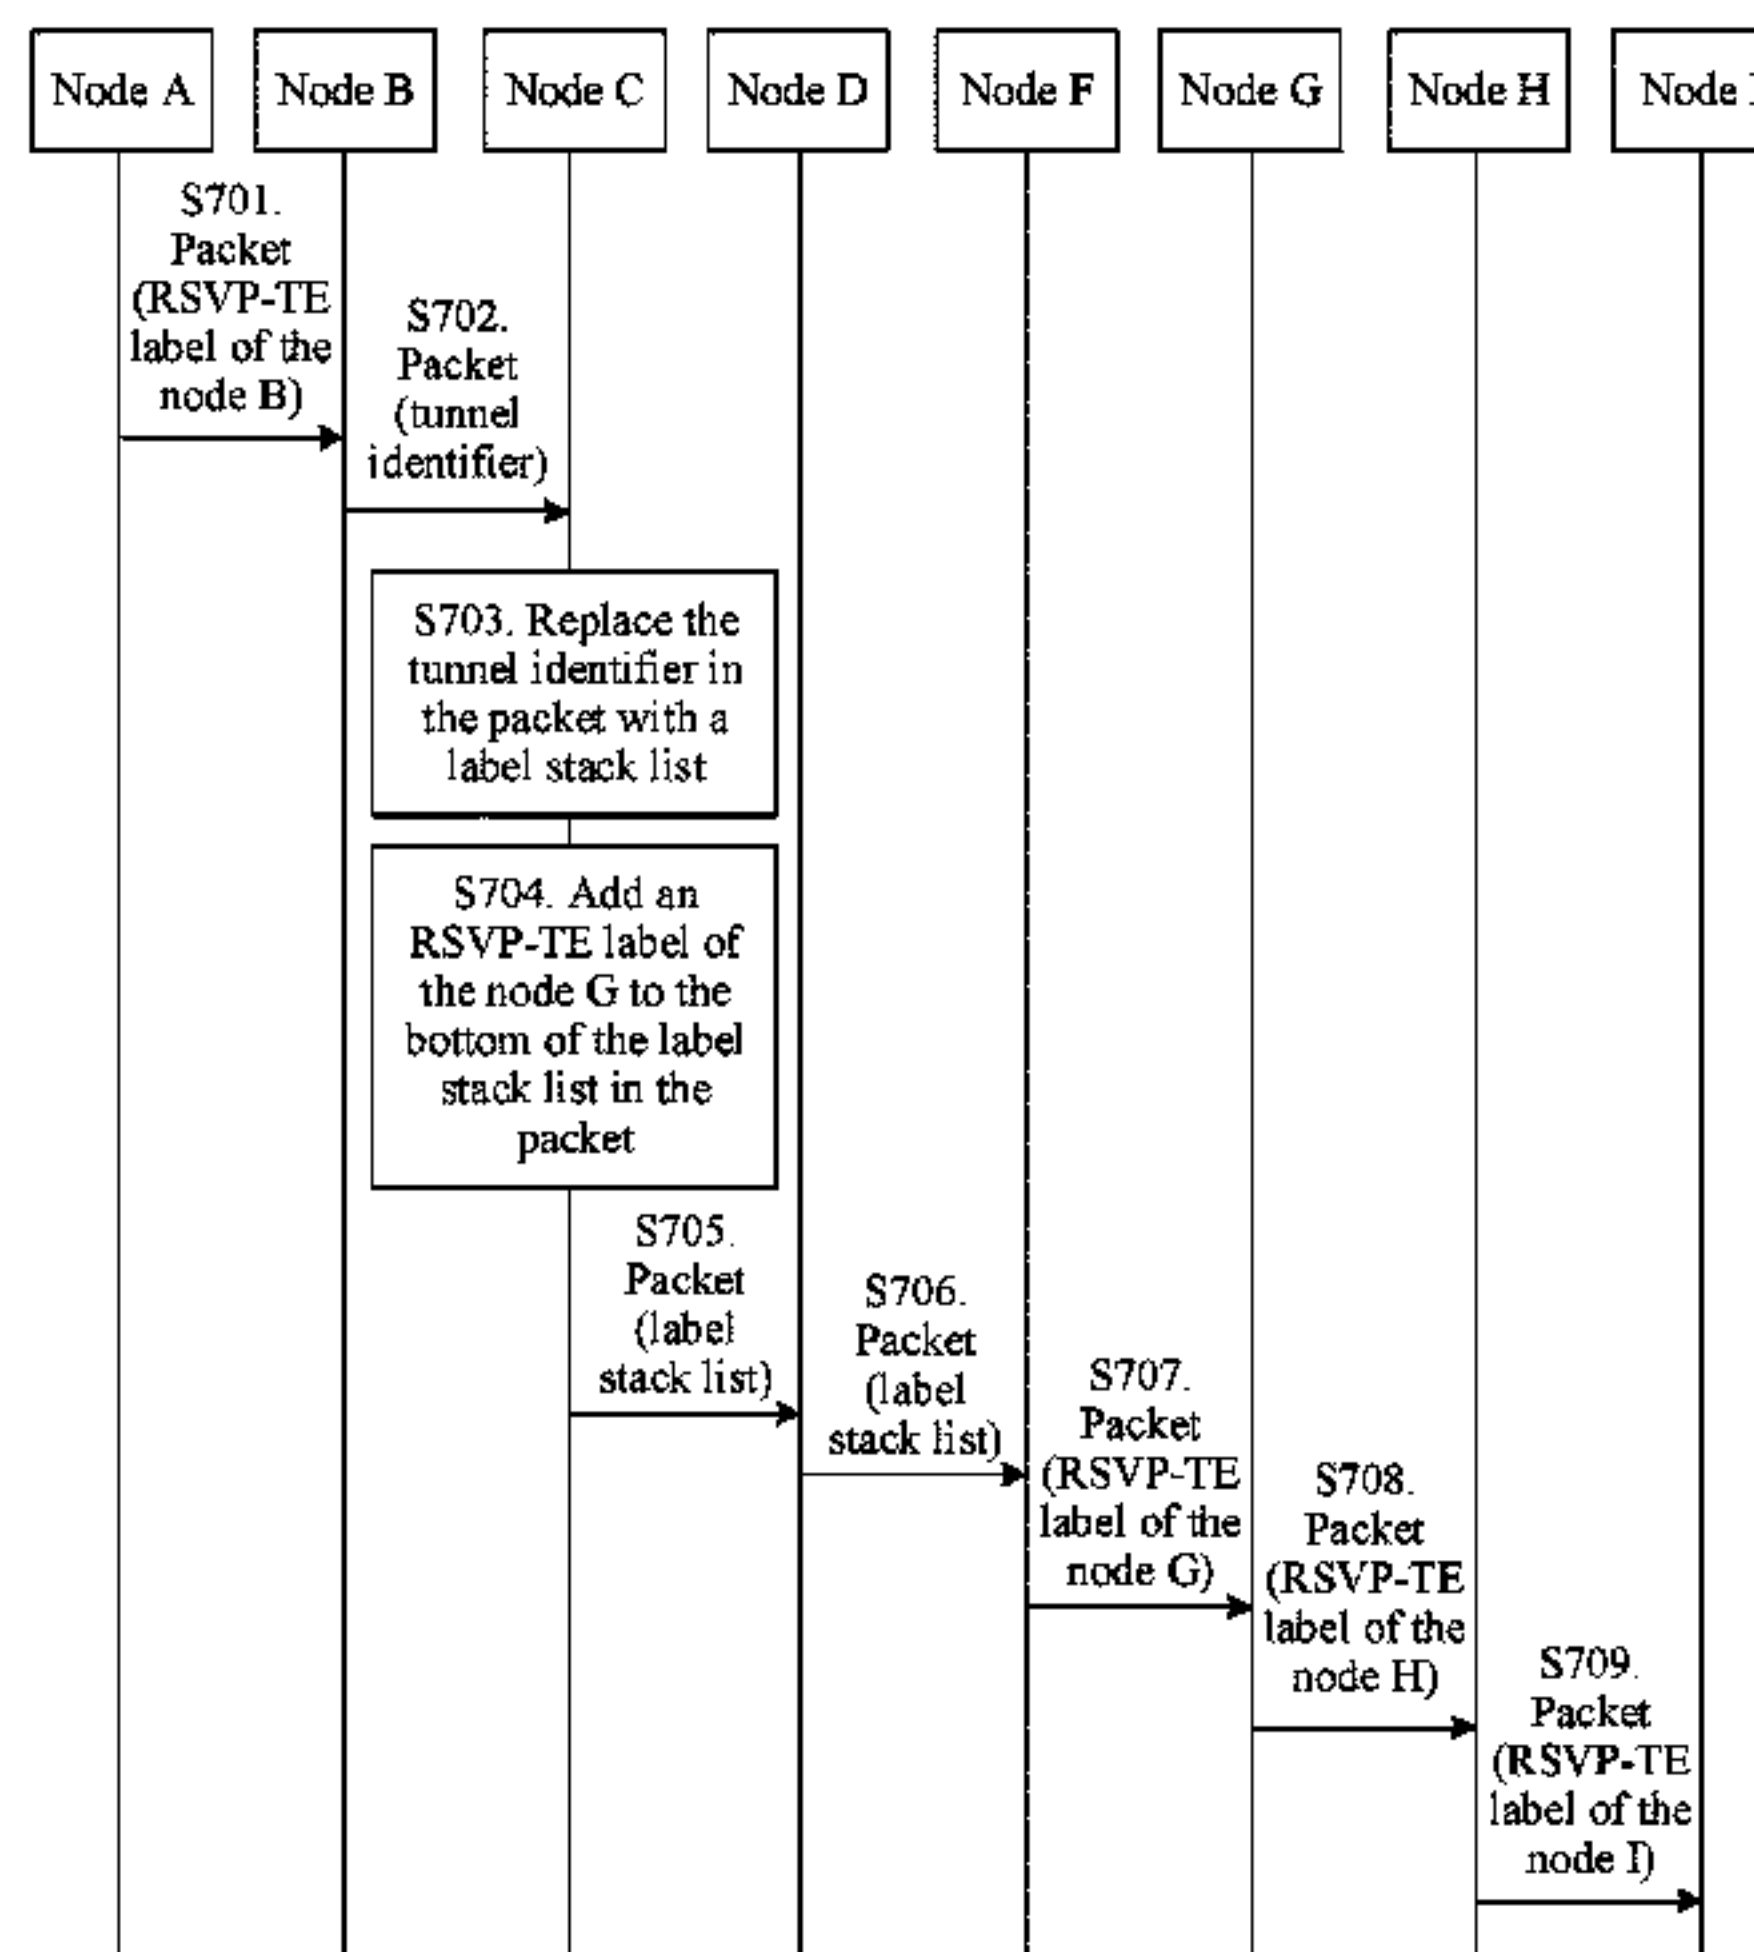 Node A
Node B
Node C
Node D
Node F
Node G
Node H
Node
S701.
Packet
(RSVP-TE
label of the
node B)
S702.
Packet
(tunnel
identifier)
S703. Replace the
tunnel identifier in
the packet with a
label stack list
S704. Add an
RSVP-TE label of
the node G to the
bottom of the label
stack list in the
packet
S705.
Packet
(label
stack list)
S706.
Packet
(label
stack list)
S707.
Packet
(RSVP-TE
label of the
node G)
S708.
Packet
(RSVP-TE
label of the
node H)
S709.
Packet
(RSVP-TE
label of the
node I)